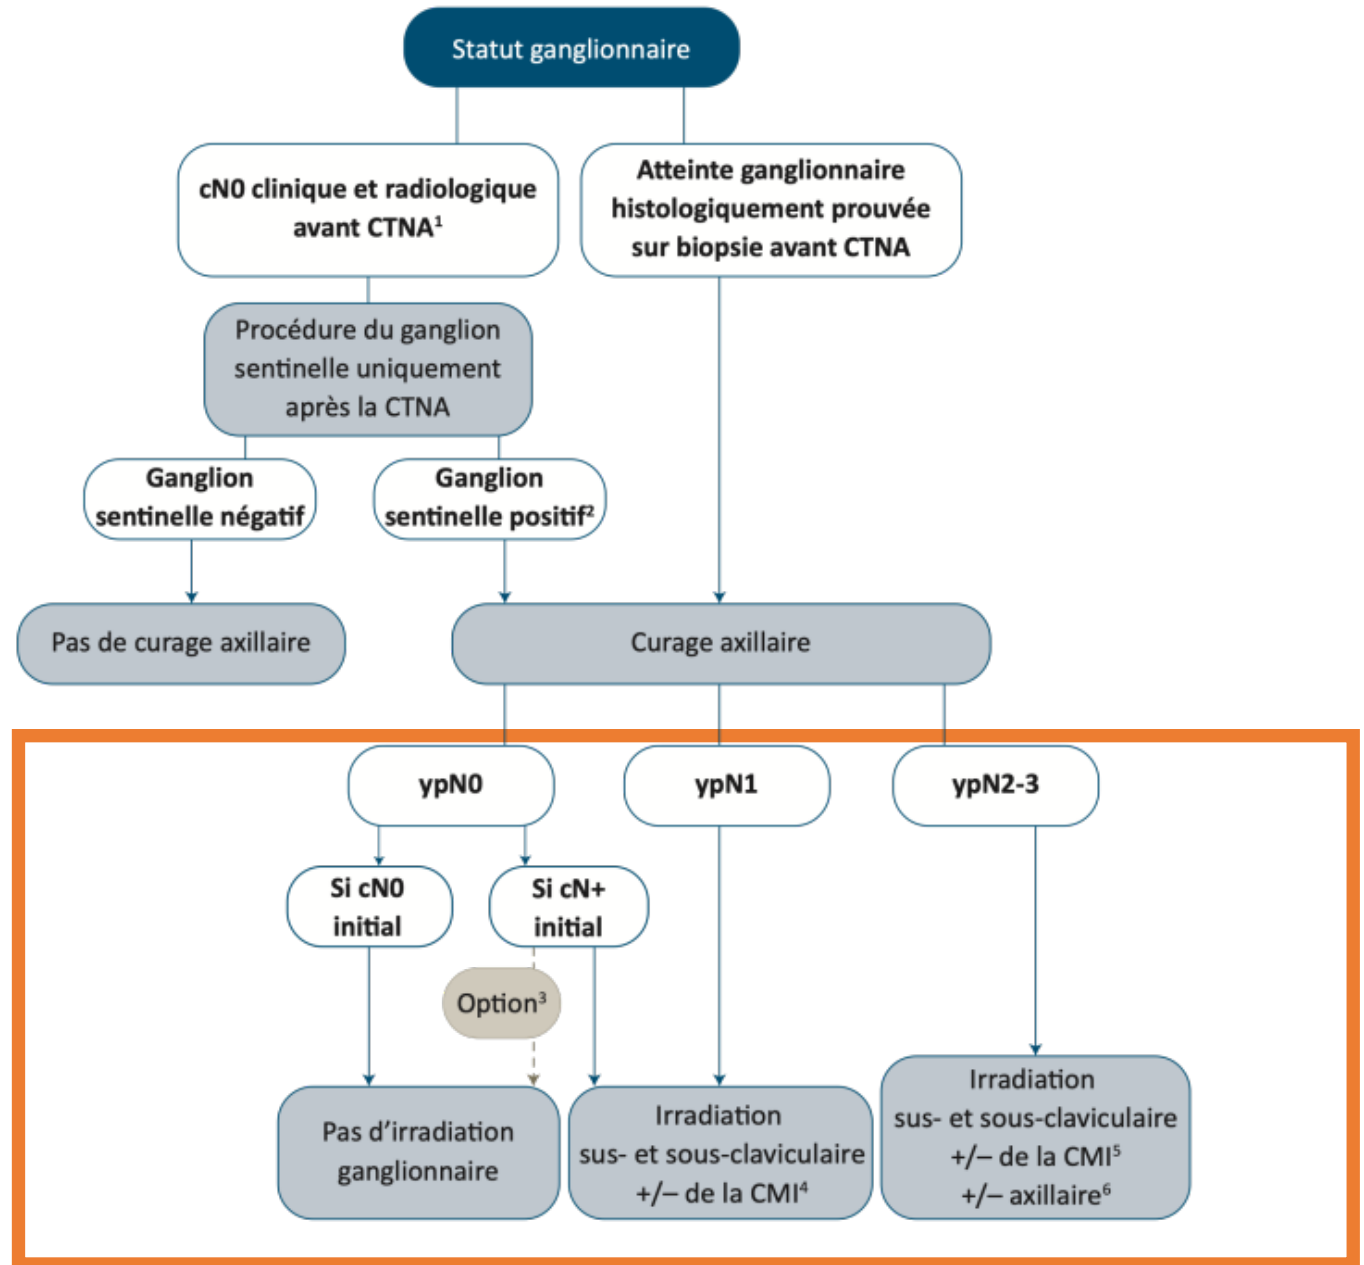 Statut ganglionnaire
cN0 clinique et radiologique
avant CTNA¹
Atteinte ganglionnaire
histologiquement prouvée
sur biopsie avant CTNA
Procédure du ganglion
sentinelle uniquement
après la CTNA
Ganglion
sentinelle négatif
Ganglion
sentinelle positif²
Pas de curage axillaire
Curage axillaire
ypN0
ypN1
ypN2-3
Si cN0
initial
Si cN+
initial
Option³
Pas d’irradiation
ganglionnaire
Irradiation
sus- et sous-claviculaire
+/– de la CMI⁴
Irradiation
sus- et sous-claviculaire
+/– de la CMI⁵
+/– axillaire⁶